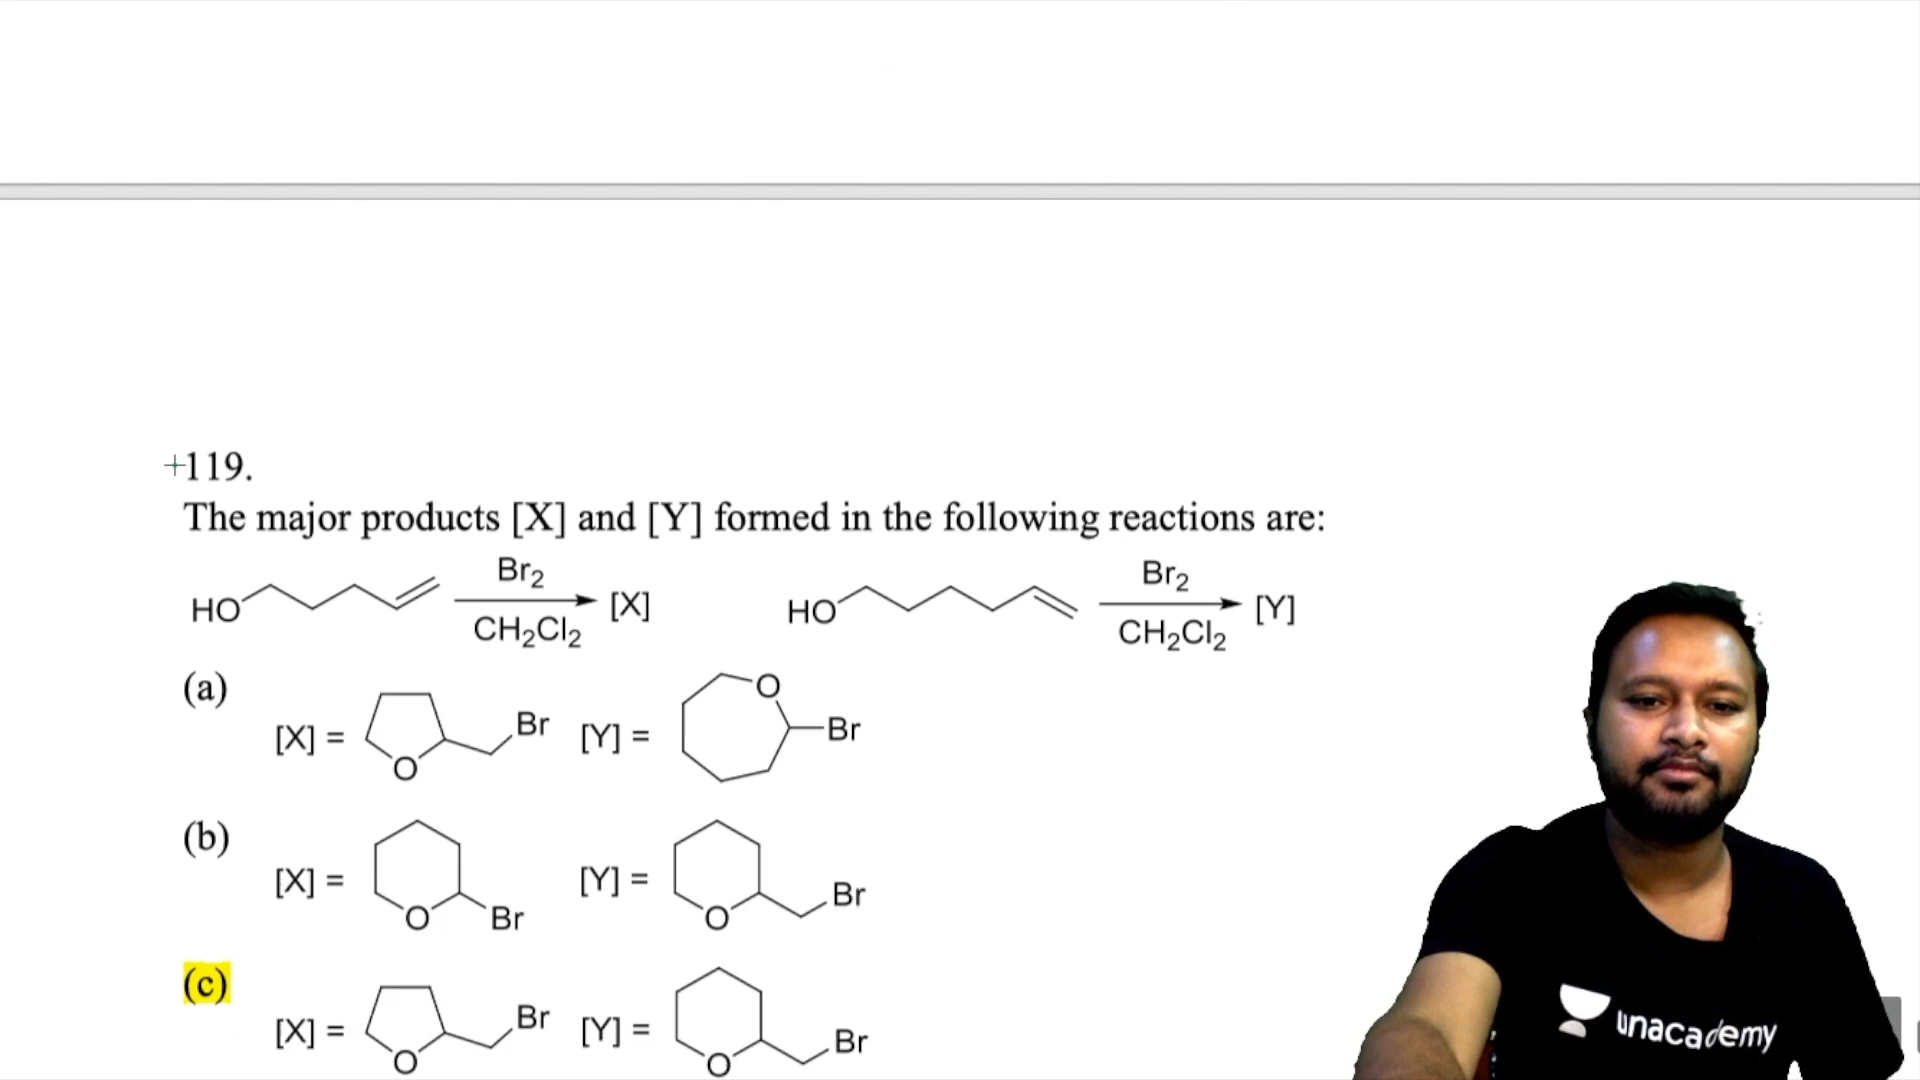 +119.
The major products [X] and [Y] formed in the following reactions are:
HO Br2 CH2Cl2 [X] HO Br2 CH2Cl2 [Y]
(a)
[X] = O Br [Y] = O Br
(b)
[X] = O Br [Y] = O Br
(c)
[X] = O Br [Y] = O Br
unacademy